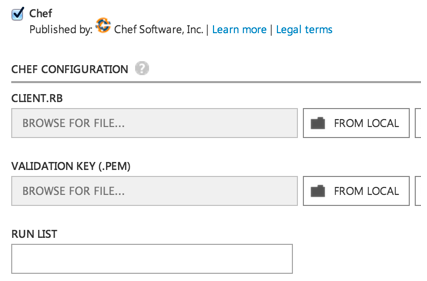 Chef
Published by: Chef Software, Inc. | Learn more | Legal terms
CHEF CONFIGURATION ?
CLIENT.RB
BROWSE FOR FILE... FROM LOCAL
VALIDATION KEY (.PEM)
BROWSE FOR FILE... FROM LOCAL
RUN LIST